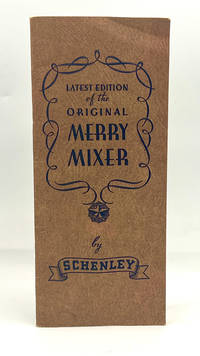 LATEST EDITION
of the
ORIGINAL
MERRY
MIXER
by
SCHENLEY